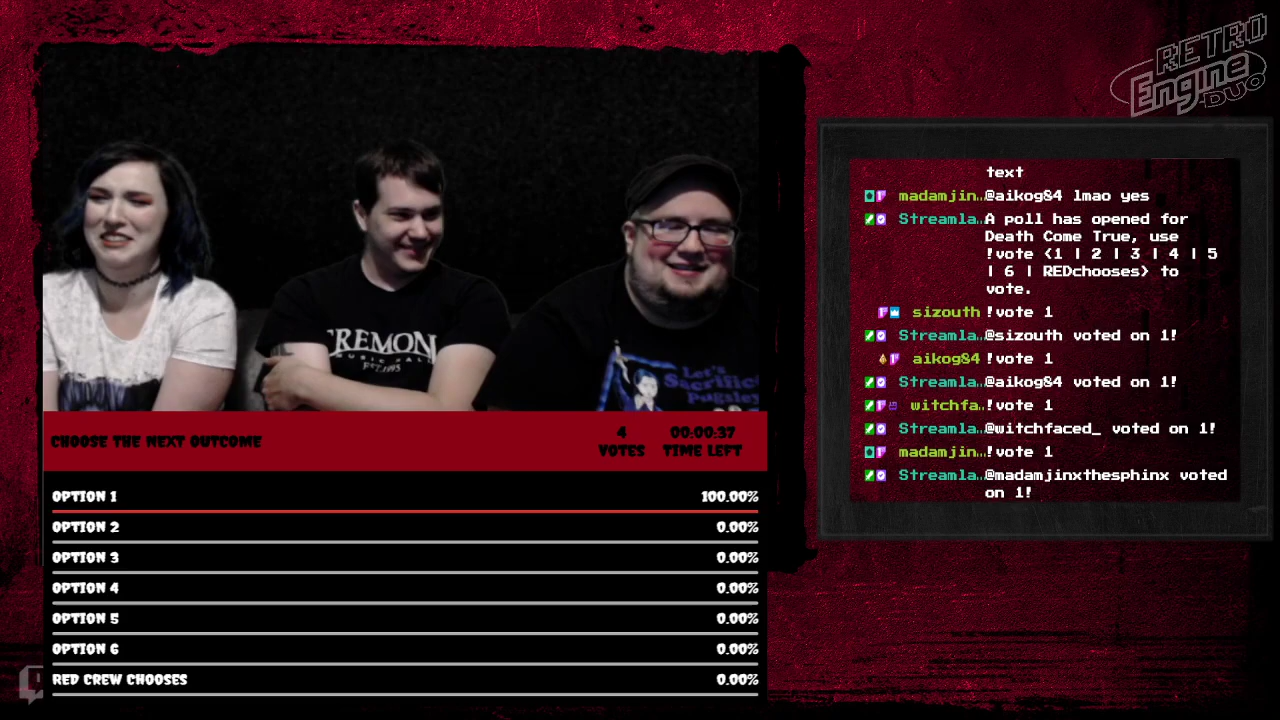 RETRO
Engine
DUO
REMON
MUSIC HALL
EST.1995
Let's
Sacrifice
Pugsley
CHOOSE THE NEXT OUTCOME
4
VOTES
00:00:37
TIME LEFT
OPTION 1 100.00%
OPTION 2 0.00%
OPTION 3 0.00%
OPTION 4 0.00%
OPTION 5 0.00%
OPTION 6 0.00%
RED CREW CHOOSES 0.00%
text
madamjin… @aikog84 lmao yes
Streamla… A poll has opened for
Death Come True, use
!vote <1 | 2 | 3 | 4 | 5
| 6 | REDchooses> to
vote.
sizouth !vote 1
Streamla… @sizouth voted on 1!
aikog84 !vote 1
Streamla… @aikog84 voted on 1!
witchfa… !vote 1
Streamla… @witchfaced_ voted on 1!
madamjin… !vote 1
Streamla… @madamjinxthesphinx voted
on 1!